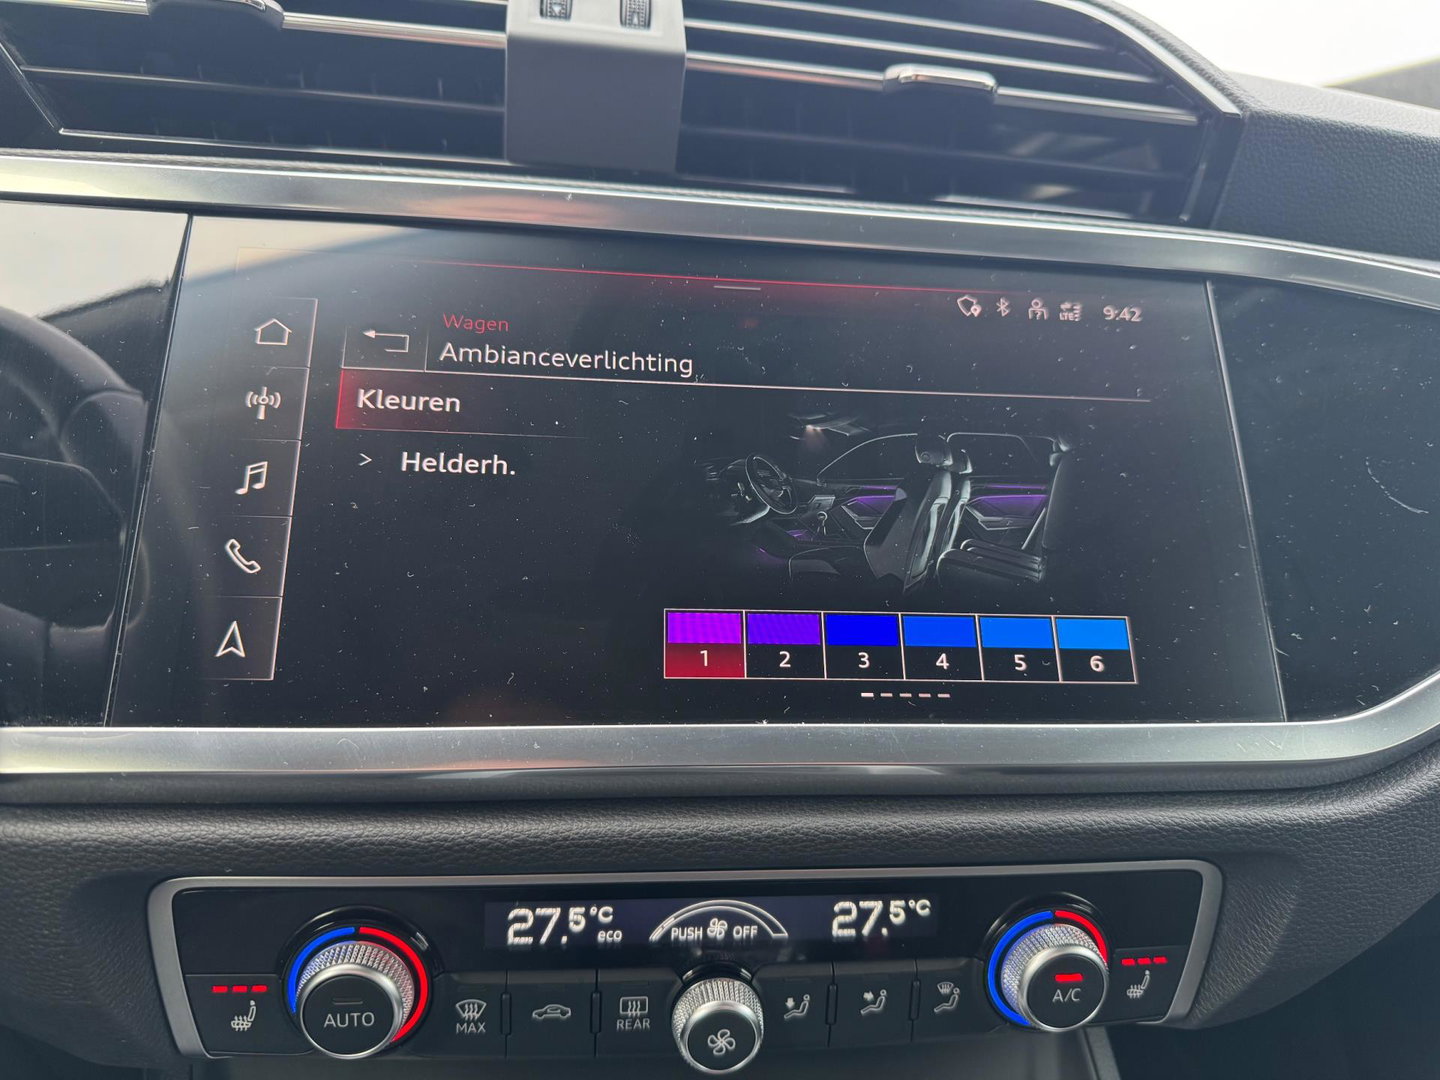 LTE
9:42
Wagen
Ambianceverlichting
Kleuren
> Helderh.
1 2 3 4 5 6
27.5°C eco
PUSH OFF
27.5°C
AUTO
MAX
REAR
A/C